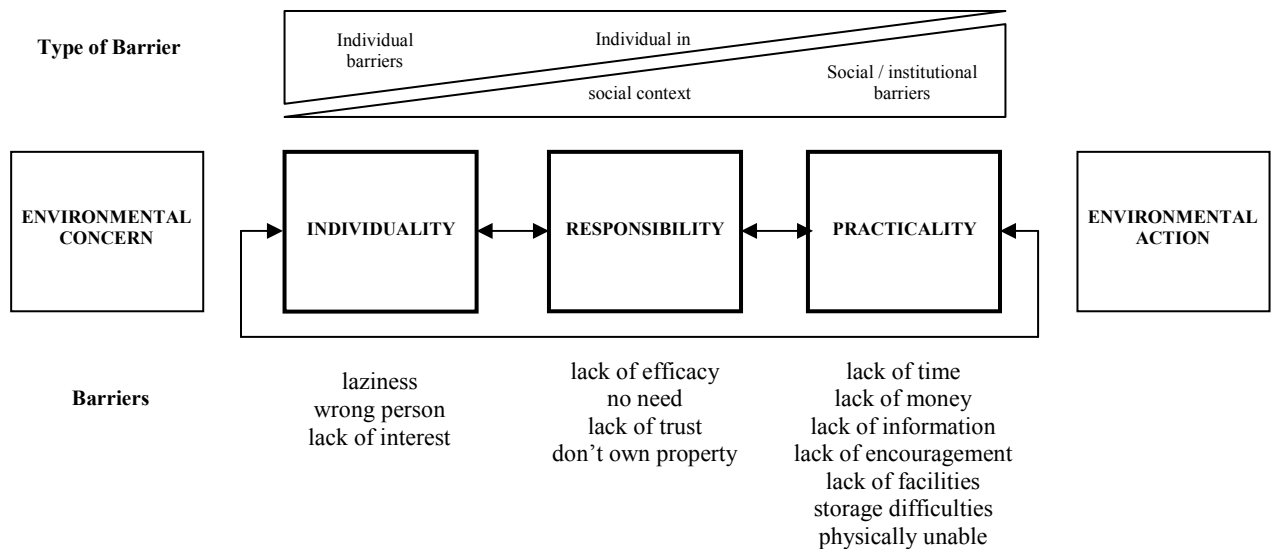 Type of Barrier
Individual
barriers
Individual in
social context
Social / institutional
barriers
ENVIRONMENTAL
CONCERN
INDIVIDUALITY
RESPONSIBILITY
PRACTICALITY
ENVIRONMENTAL
ACTION
Barriers
laziness
wrong person
lack of interest
lack of efficacy
no need
lack of trust
don’t own property
lack of time
lack of money
lack of information
lack of encouragement
lack of facilities
storage difficulties
physically unable